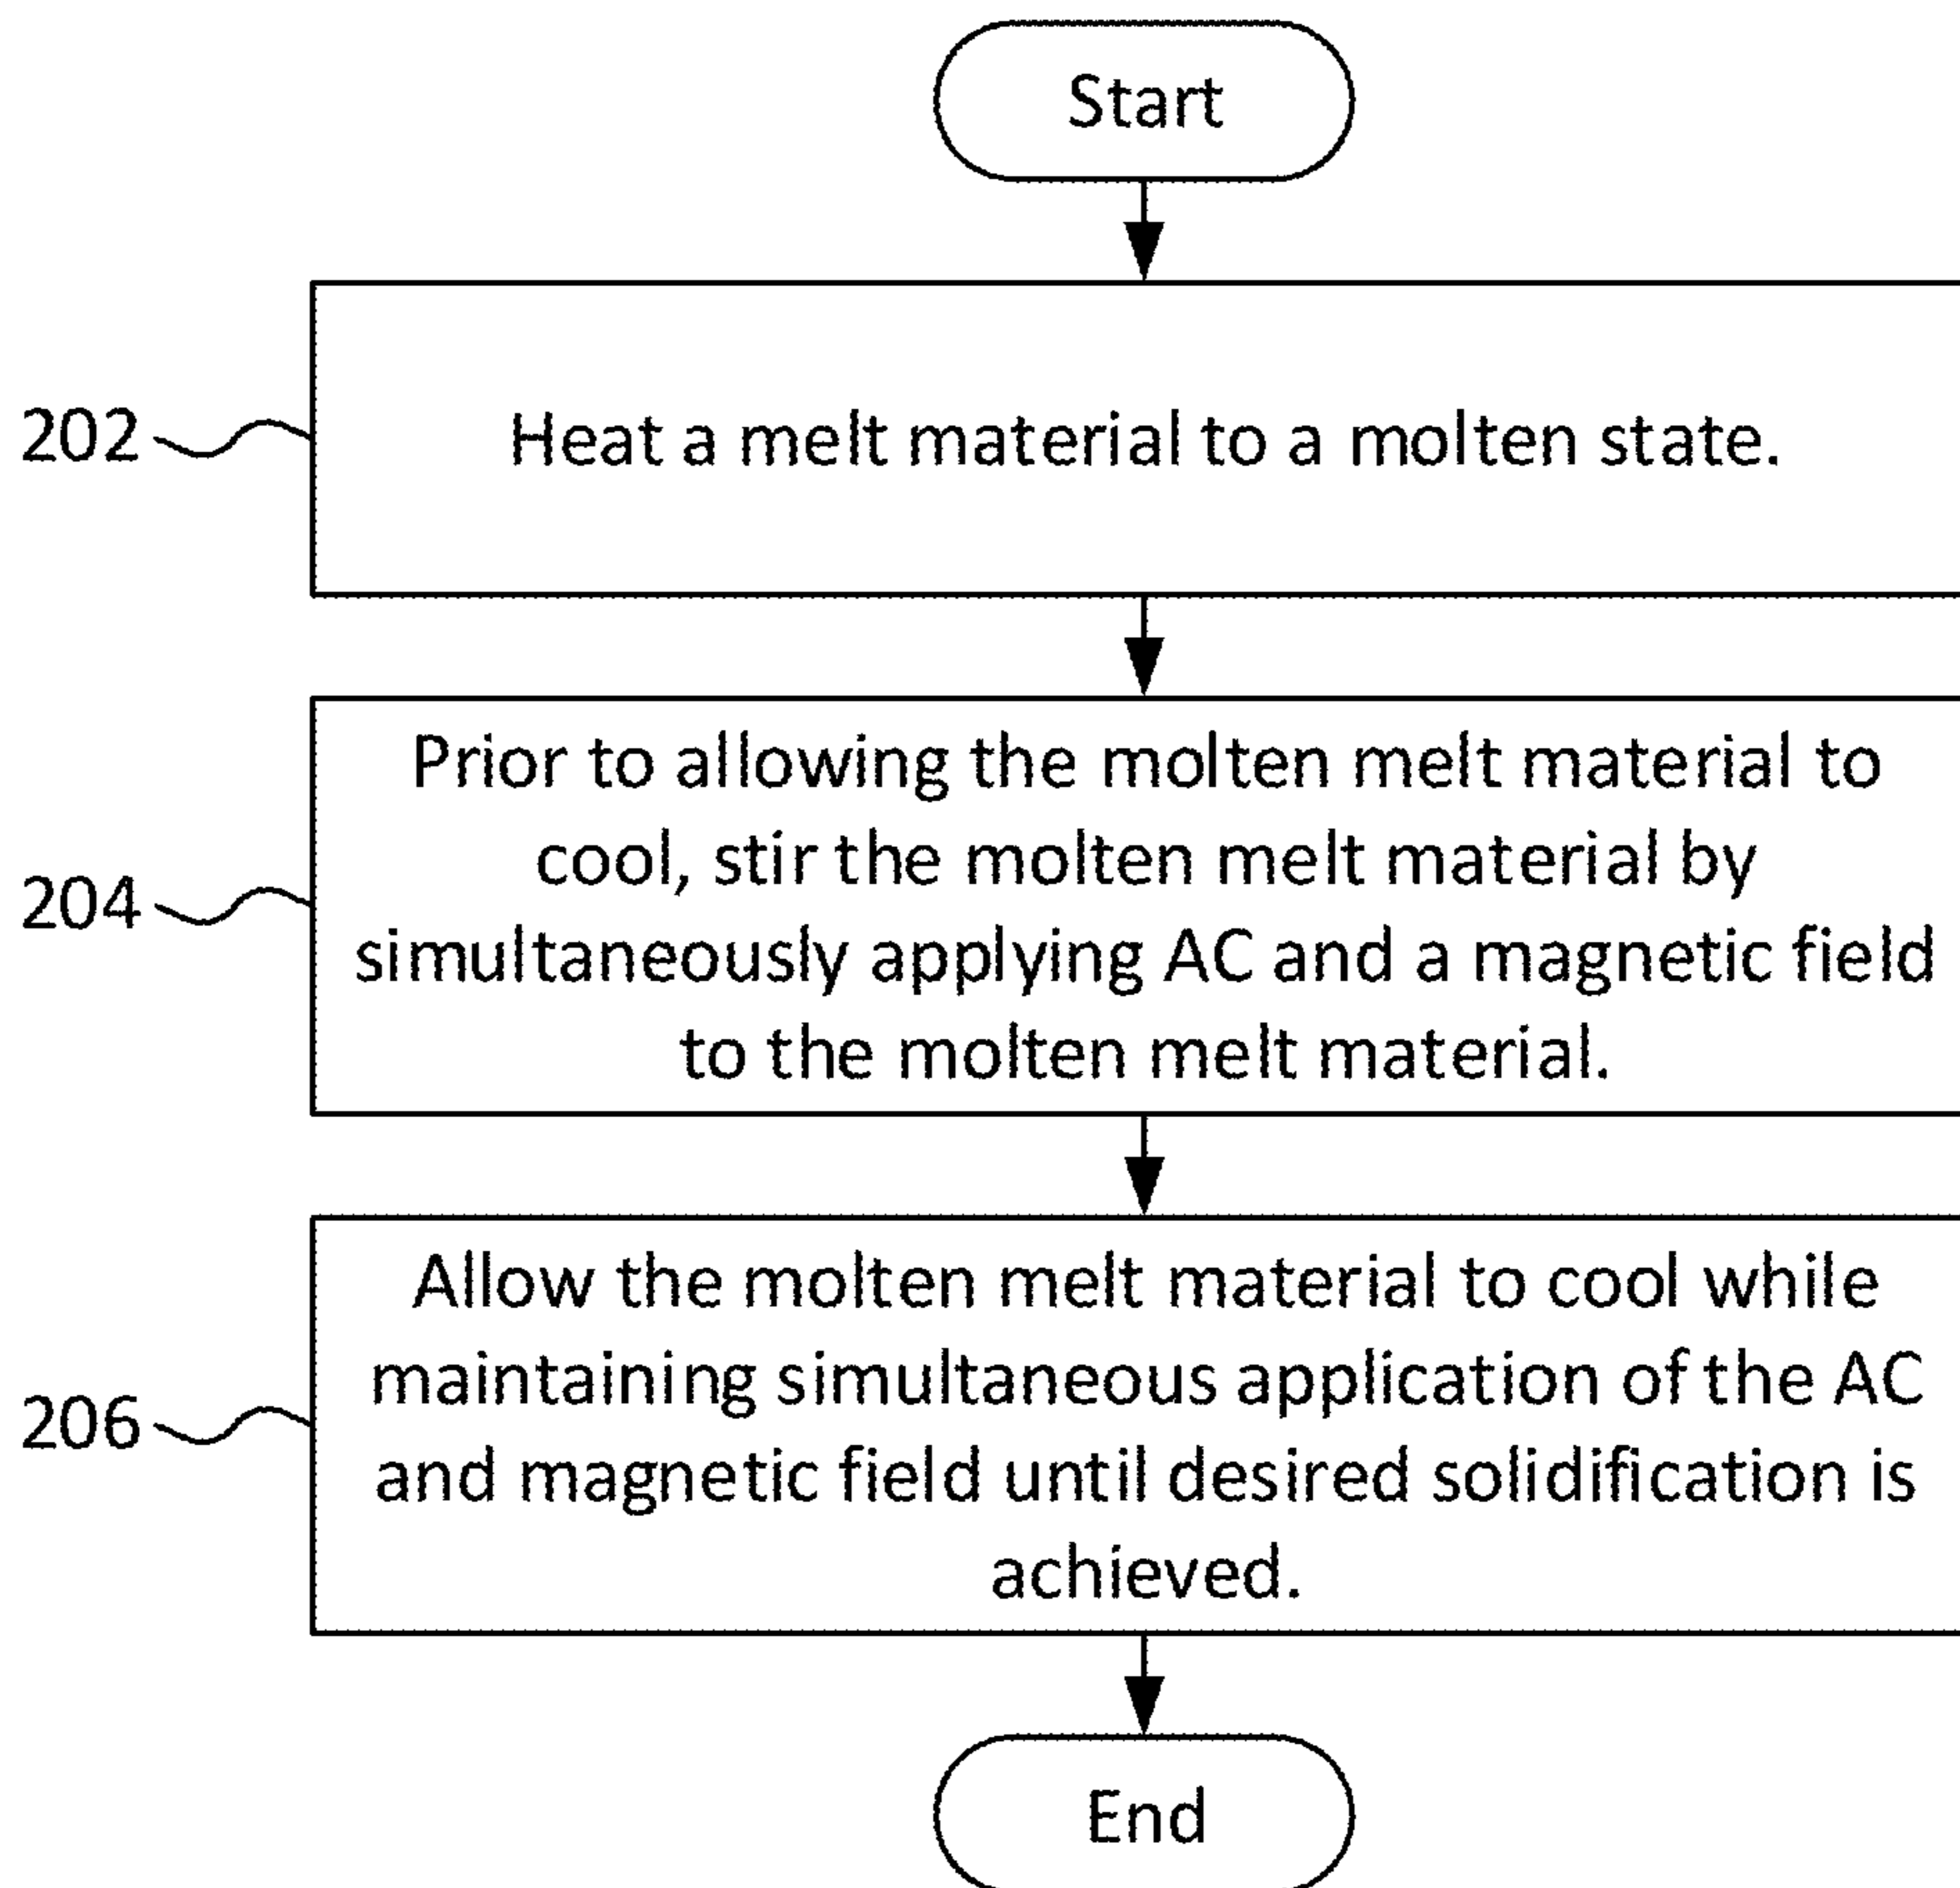 Start
202
Heat a melt material to a molten state.
Prior to allowing the molten melt material to
cool, stir the molten melt material by
204
simultaneously applying AC and a magnetic field
to the molten melt material.
Allow the molten melt material to cool while
maintaining simultaneous application of the AC
206
and magnetic field until desired solidification is
achieved.
End